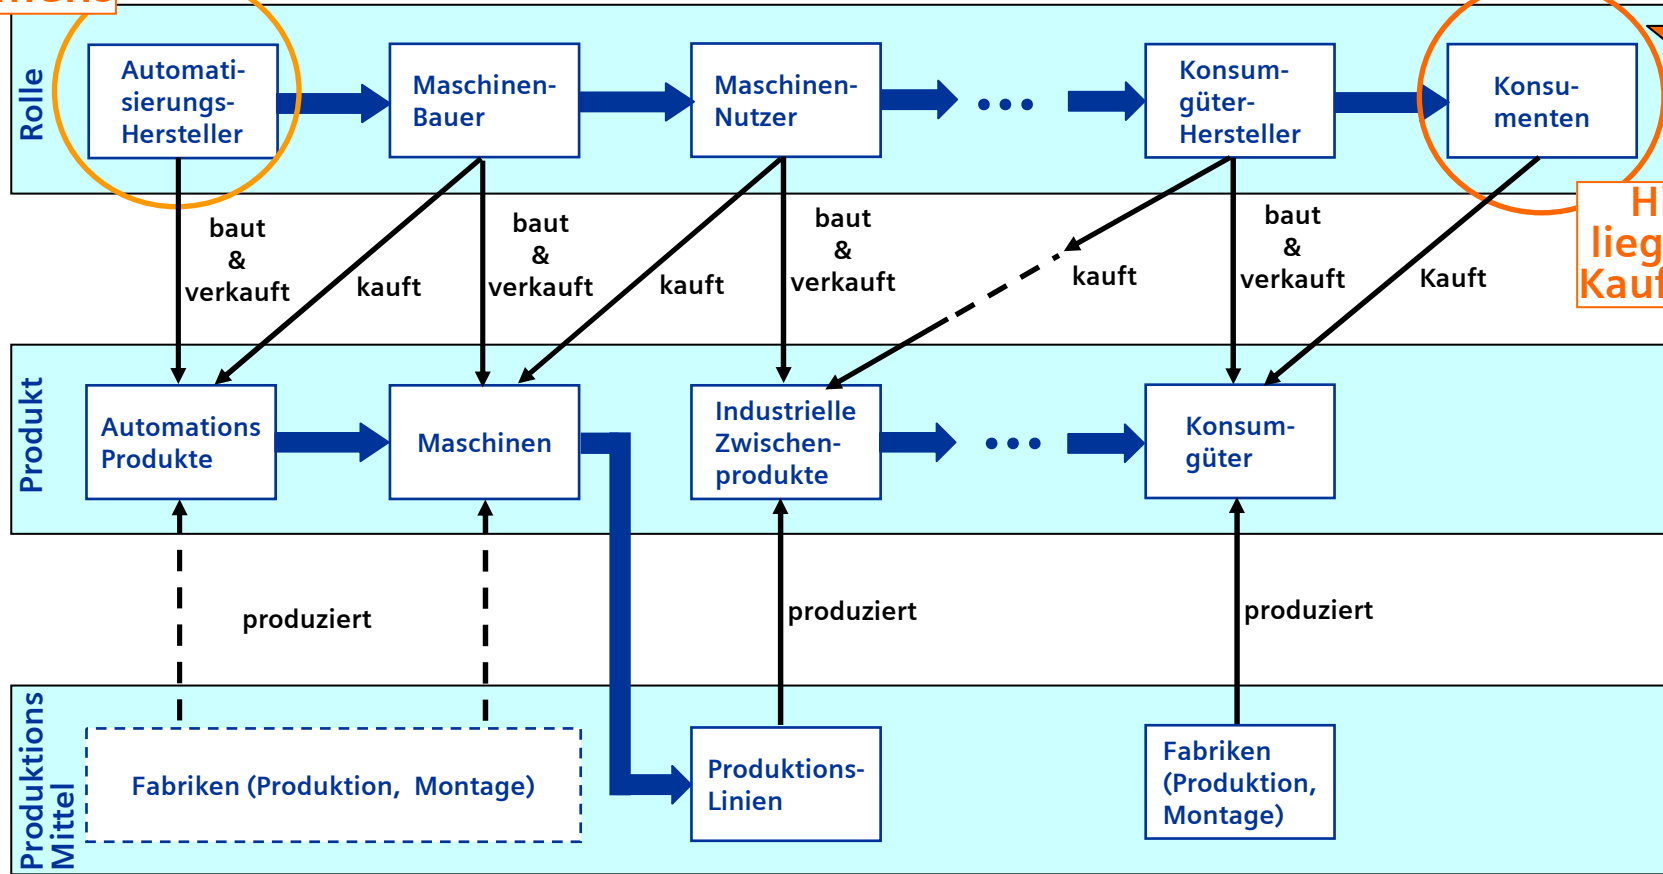 Rolle
Automati-
sierungs-
Hersteller
Maschinen-
Bauer
Maschinen-
Nutzer
Konsum-
güter-
Hersteller
Konsu-
menten
baut
&
verkauft
kauft
baut
&
verkauft
kauft
baut
&
verkauft
kauft
baut
&
verkauft
Kauft
Produkt
Automations
Produkte
Maschinen
Industrielle
Zwischen-
produkte
Konsum-
güter
produziert
produziert
produziert
Produktions
Mittel
Fabriken (Produktion, Montage)
Produktions-
Linien
Fabriken
(Produktion,
Montage)